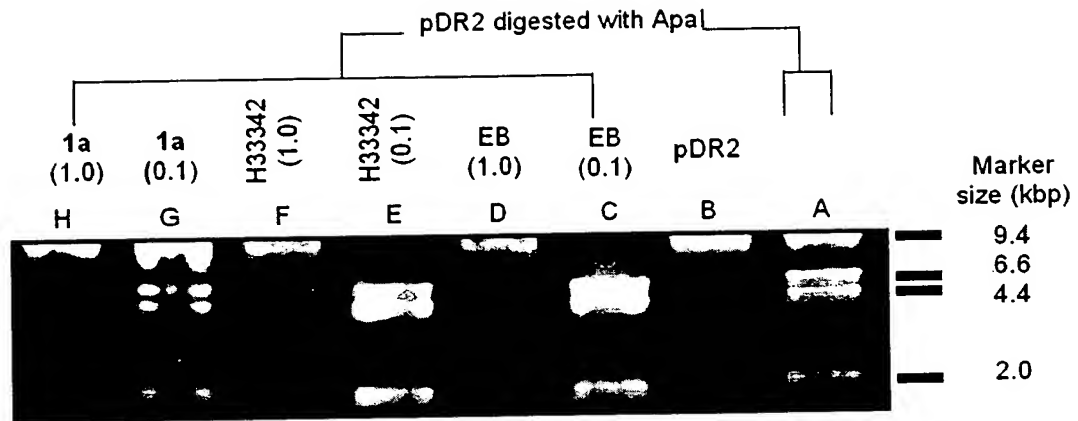 pDR2 digested with ApaI
1a
(1.0)
1a
(0.1)
H33342
(1.0)
H33342
(0.1)
EB
(1.0)
EB
(0.1)
pDR2
Marker
size (kbp)
H G F E D C B A
9.4
6.6
4.4
2.0